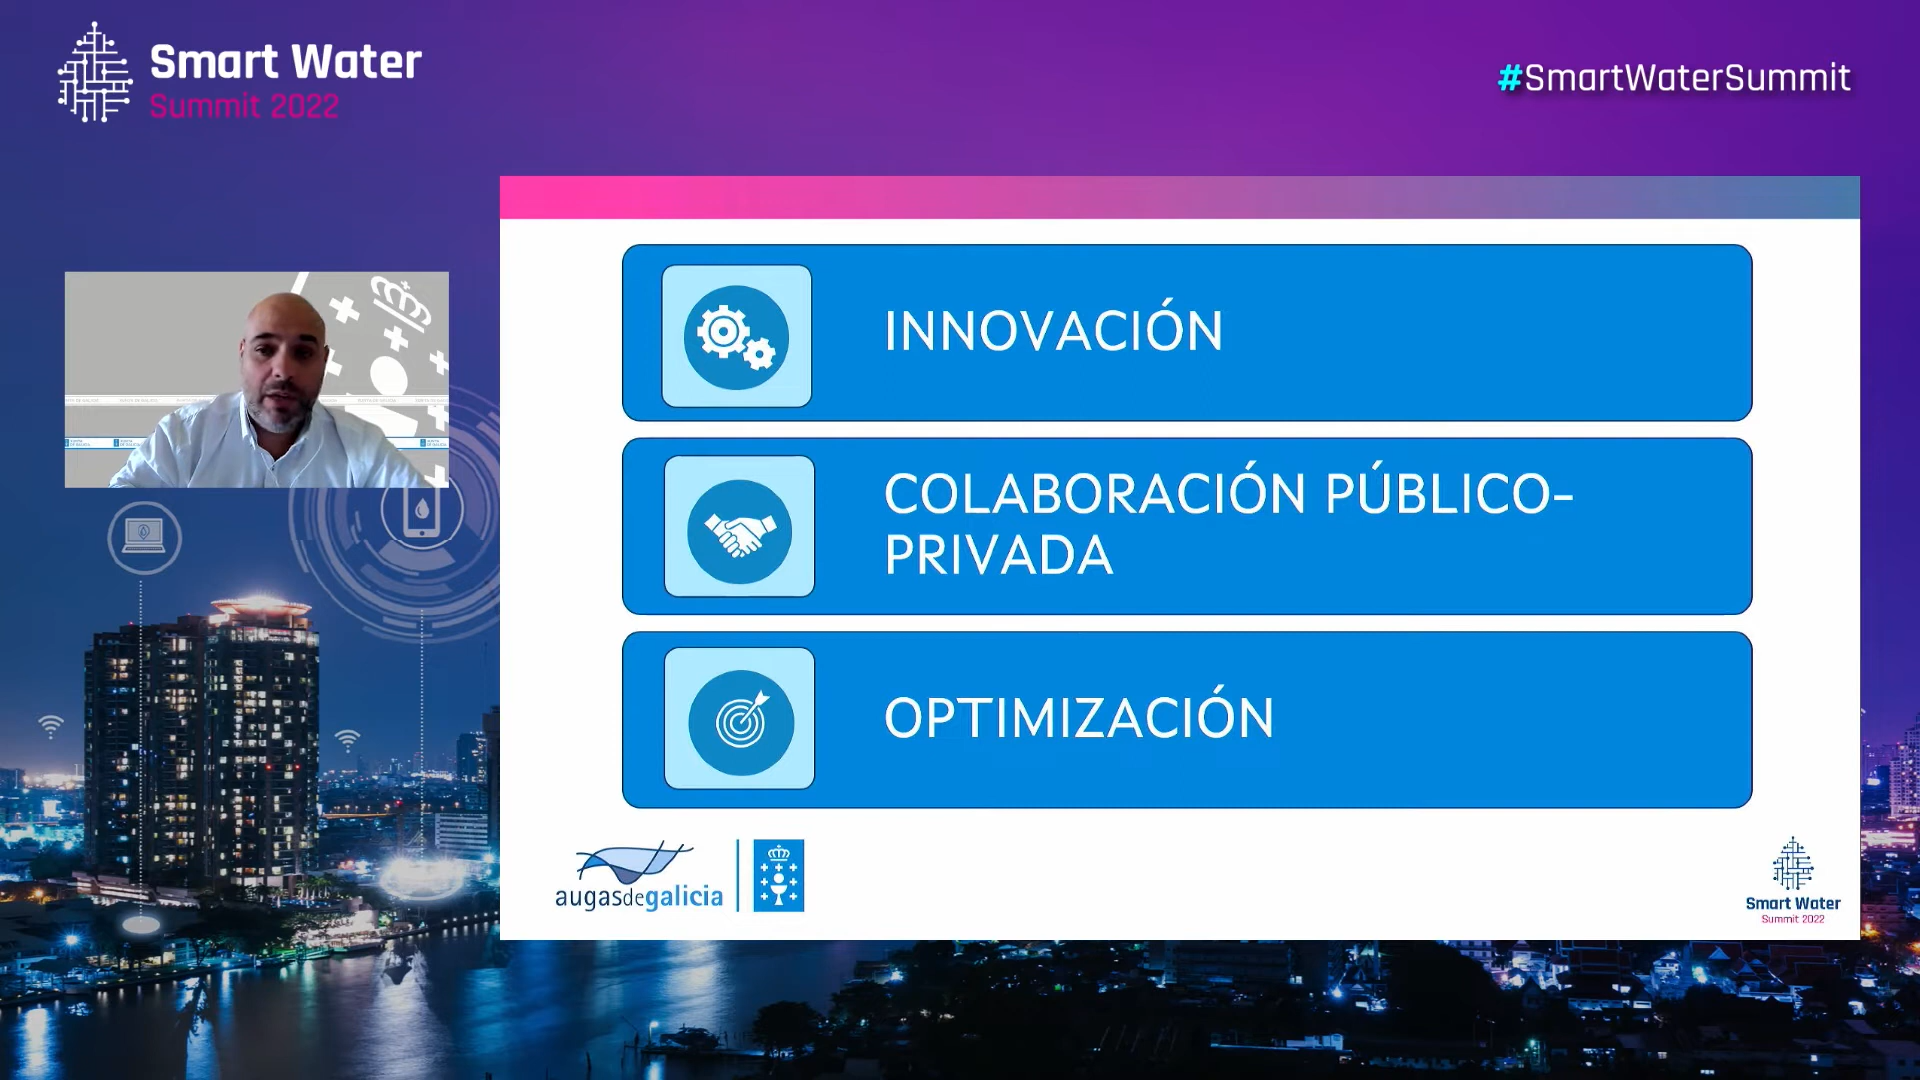 Smart Water
Summit 2022
#SmartWaterSummit
INNOVACIÓN
COLABORACIÓN PÚBLICO-
PRIVADA
OPTIMIZACIÓN
augasdegalicia
Smart Water
Summit 2022